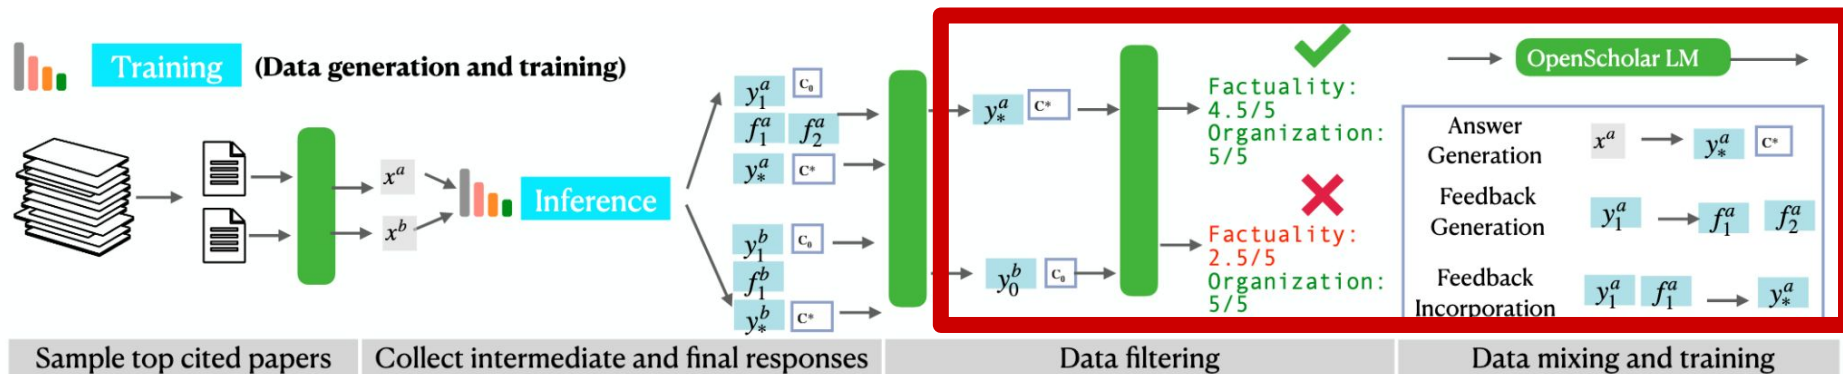 Training (Data generation and training)
x^a
x^b
Inference
y_1^a C_0
f_1^a f_2^a
y_*^a C*
y_1^b C_0
f_1^b
y_*^b C*
y_*^a C*
y_0^b C_0
Factuality:
4.5/5
Organization:
5/5
Factuality:
2.5/5
Organization:
5/5
OpenScholar LM
Answer
Generation
x^a y_*^a C*
Feedback
Generation
y_1^a f_1^a f_2^a
Feedback
Incorporation
y_1^a f_1^a y_*^a
Sample top cited papers
Collect intermediate and final responses
Data filtering
Data mixing and training